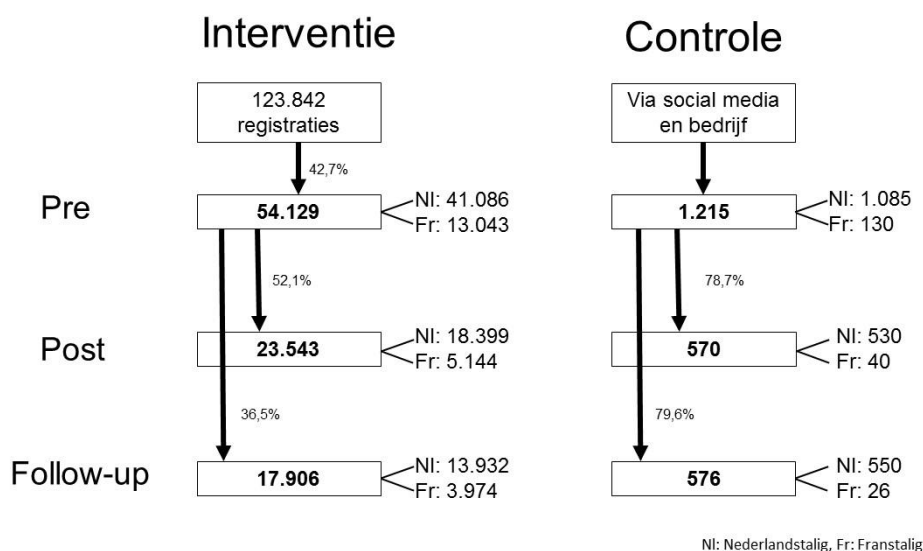 Interventie
Controle
123.842
registraties
Via social media
en bedrijf
42,7%
Pre
54.129
Nl: 41.086
Fr: 13.043
1.215
Nl: 1.085
Fr: 130
52,1%
78,7%
Post
23.543
Nl: 18.399
Fr: 5.144
570
Nl: 530
Fr: 40
36,5%
79,6%
Follow-up
17.906
Nl: 13.932
Fr: 3.974
576
Nl: 550
Fr: 26
Nl: Nederlandstalig, Fr: Franstalig